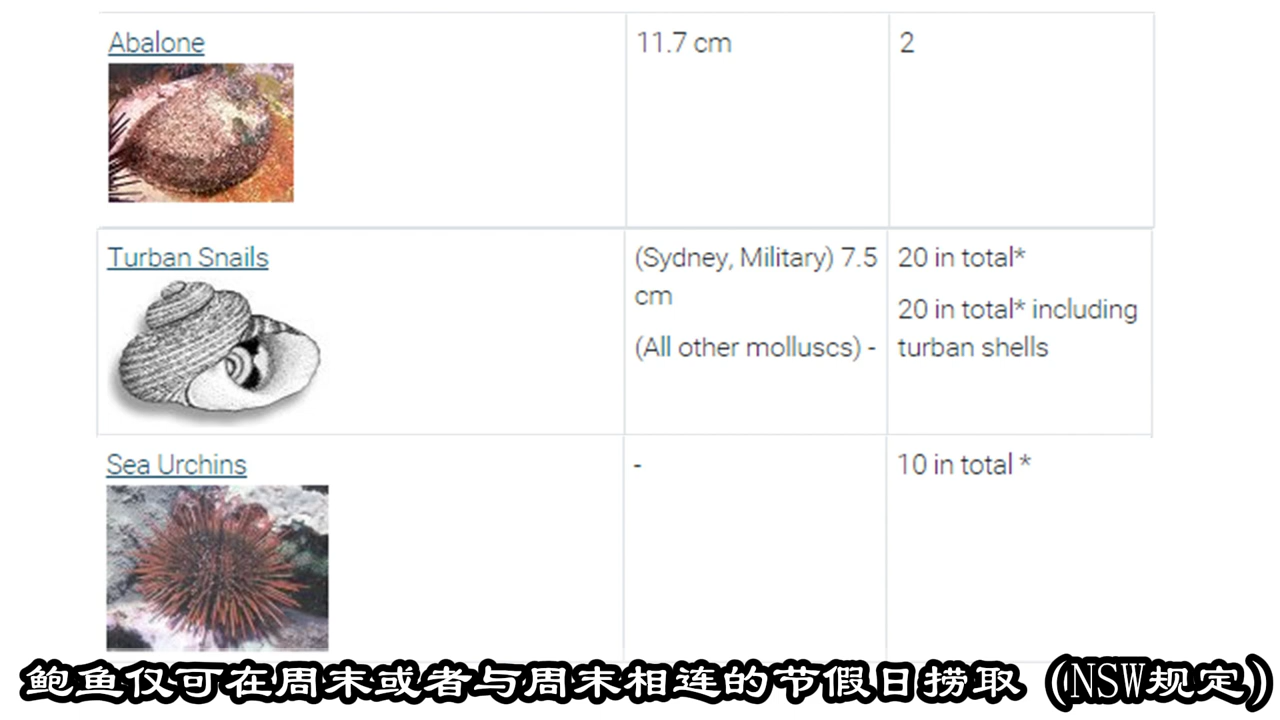 Abalone
11.7 cm
2
Turban Snails
(Sydney, Military) 7.5
cm
(All other molluscs) -
20 in total*
20 in total* including
turban shells
Sea Urchins
-
10 in total *
鲍鱼仅可在周末或者与周末相连的节假日捞取（NSW规定）